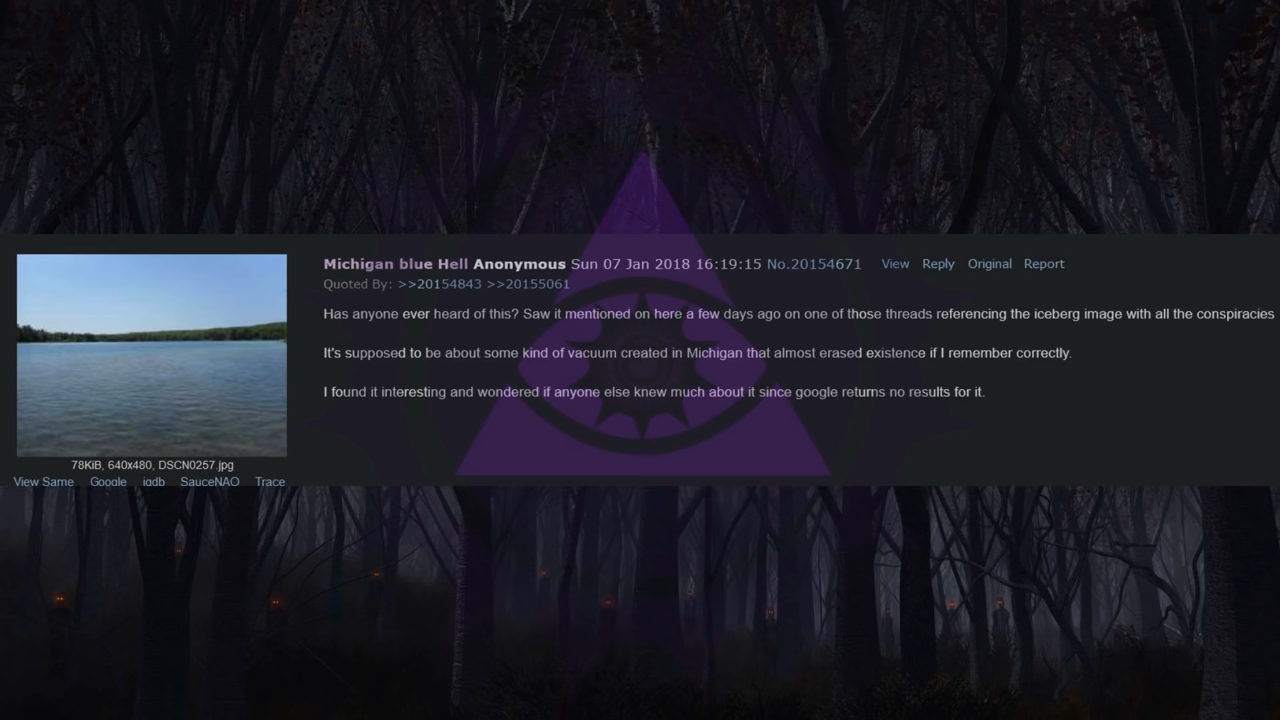 Michigan blue Hell Anonymous Sun 07 Jan 2018 16:19:15 No.20154671 View Reply Original Report
Quoted By: >>20154843 >>20155061
Has anyone ever heard of this? Saw it mentioned on here a few days ago on one of those threads referencing the iceberg image with all the conspiracies
It's supposed to be about some kind of vacuum created in Michigan that almost erased existence if I remember correctly.
I found it interesting and wondered if anyone else knew much about it since google returns no results for it.
78KiB, 640x480, DSCN0257.jpg
View Same Google iqdb SauceNAO Trace